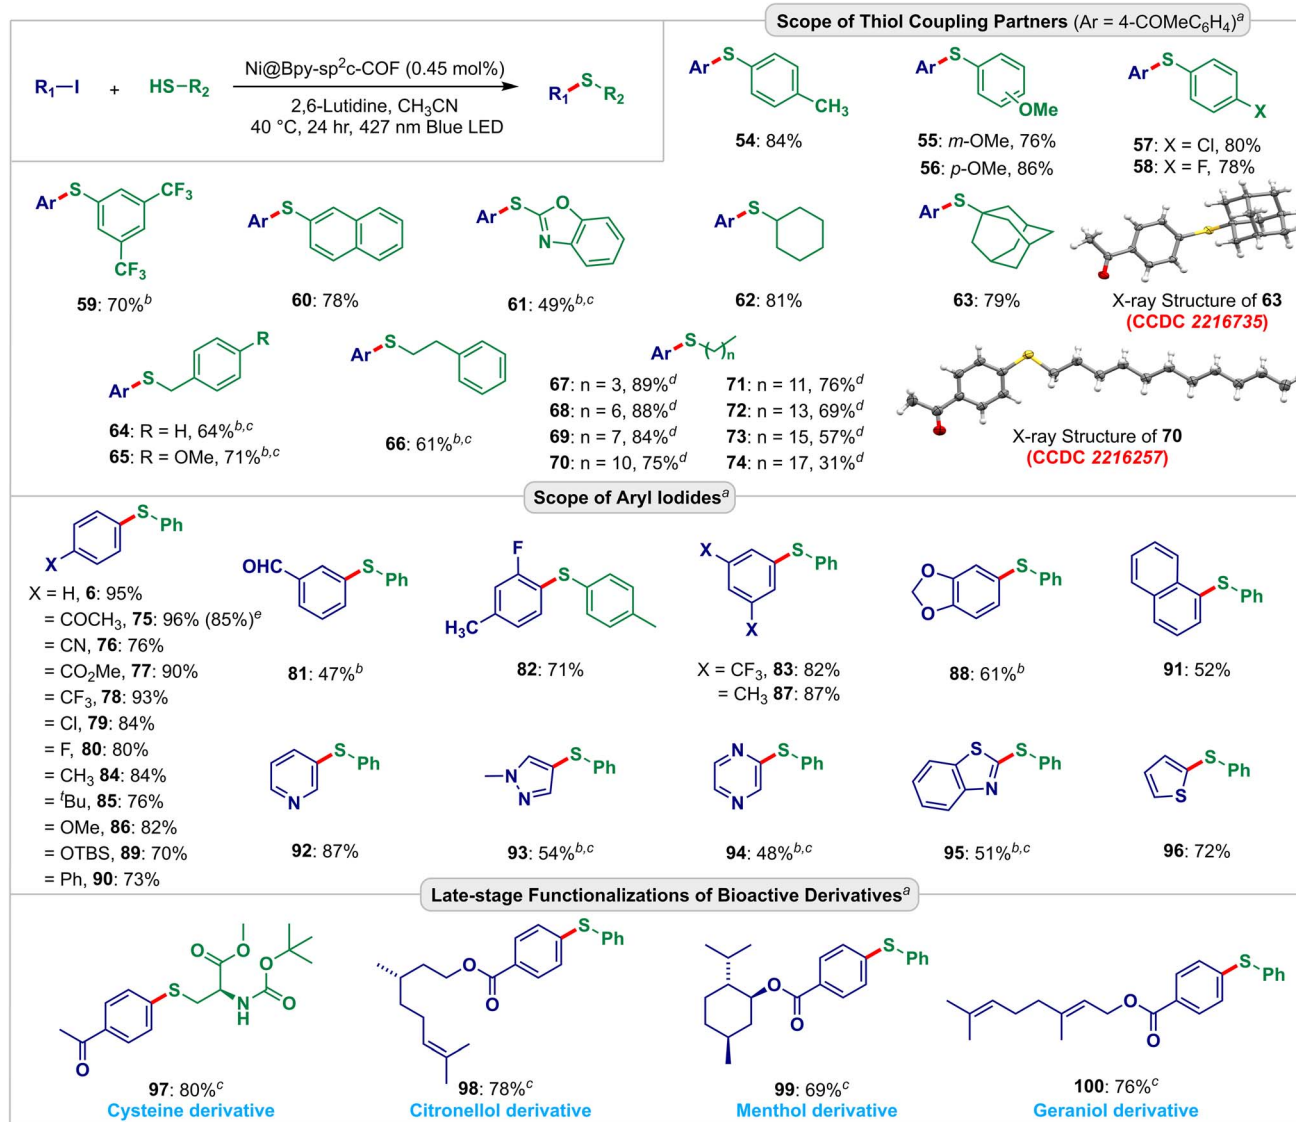 Scope of Thiol Coupling Partners (Ar = 4-COMeC6H4)a
R1–I + HS–R2
Ni@Bpy-sp2c-COF (0.45 mol%)
2,6-Lutidine, CH3CN
40 °C, 24 hr, 427 nm Blue LED
R1 S R2
Ar S CH3
54: 84%
Ar S OMe
55: m-OMe, 76%
56: p-OMe, 86%
Ar S X
57: X = Cl, 80%
58: X = F, 78%
Ar S CF3 CF3
59: 70%b
Ar S
60: 78%
Ar S O N
61: 49%b,c
Ar S
62: 81%
Ar S
63: 79%
X-ray Structure of 63
(CCDC 2216735)
Ar S R
64: R = H, 64%b,c
65: R = OMe, 71%b,c
Ar S
66: 61%b,c
Ar S ( )n
67: n = 3, 89%d
68: n = 6, 88%d
69: n = 7, 84%d
70: n = 10, 75%d
71: n = 11, 76%d
72: n = 13, 69%d
73: n = 15, 57%d
74: n = 17, 31%d
X-ray Structure of 70
(CCDC 2216257)
Scope of Aryl Iodidesa
X S Ph
X = H, 6: 95%
= COCH3, 75: 96% (85%)e
= CN, 76: 76%
= CO2Me, 77: 90%
= CF3, 78: 93%
= Cl, 79: 84%
= F, 80: 80%
= CH3 84: 84%
= tBu, 85: 76%
= OMe, 86: 82%
= OTBS, 89: 70%
= Ph, 90: 73%
OHC S Ph
81: 47%b
F S H3C
82: 71%
X S Ph X
X = CF3, 83: 82%
= CH3 87: 87%
O O S Ph
88: 61%b
S Ph
91: 52%
N S Ph
92: 87%
N N S Ph
93: 54%b,c
N N S Ph
94: 48%b,c
S N S Ph
95: 51%b,c
S S Ph
96: 72%
Late-stage Functionalizations of Bioactive Derivativesa
O S O O N H O O
97: 80%c
Cysteine derivative
O O S Ph
98: 78%c
Citronellol derivative
O O S Ph
99: 69%c
Menthol derivative
O O S Ph
100: 76%c
Geraniol derivative